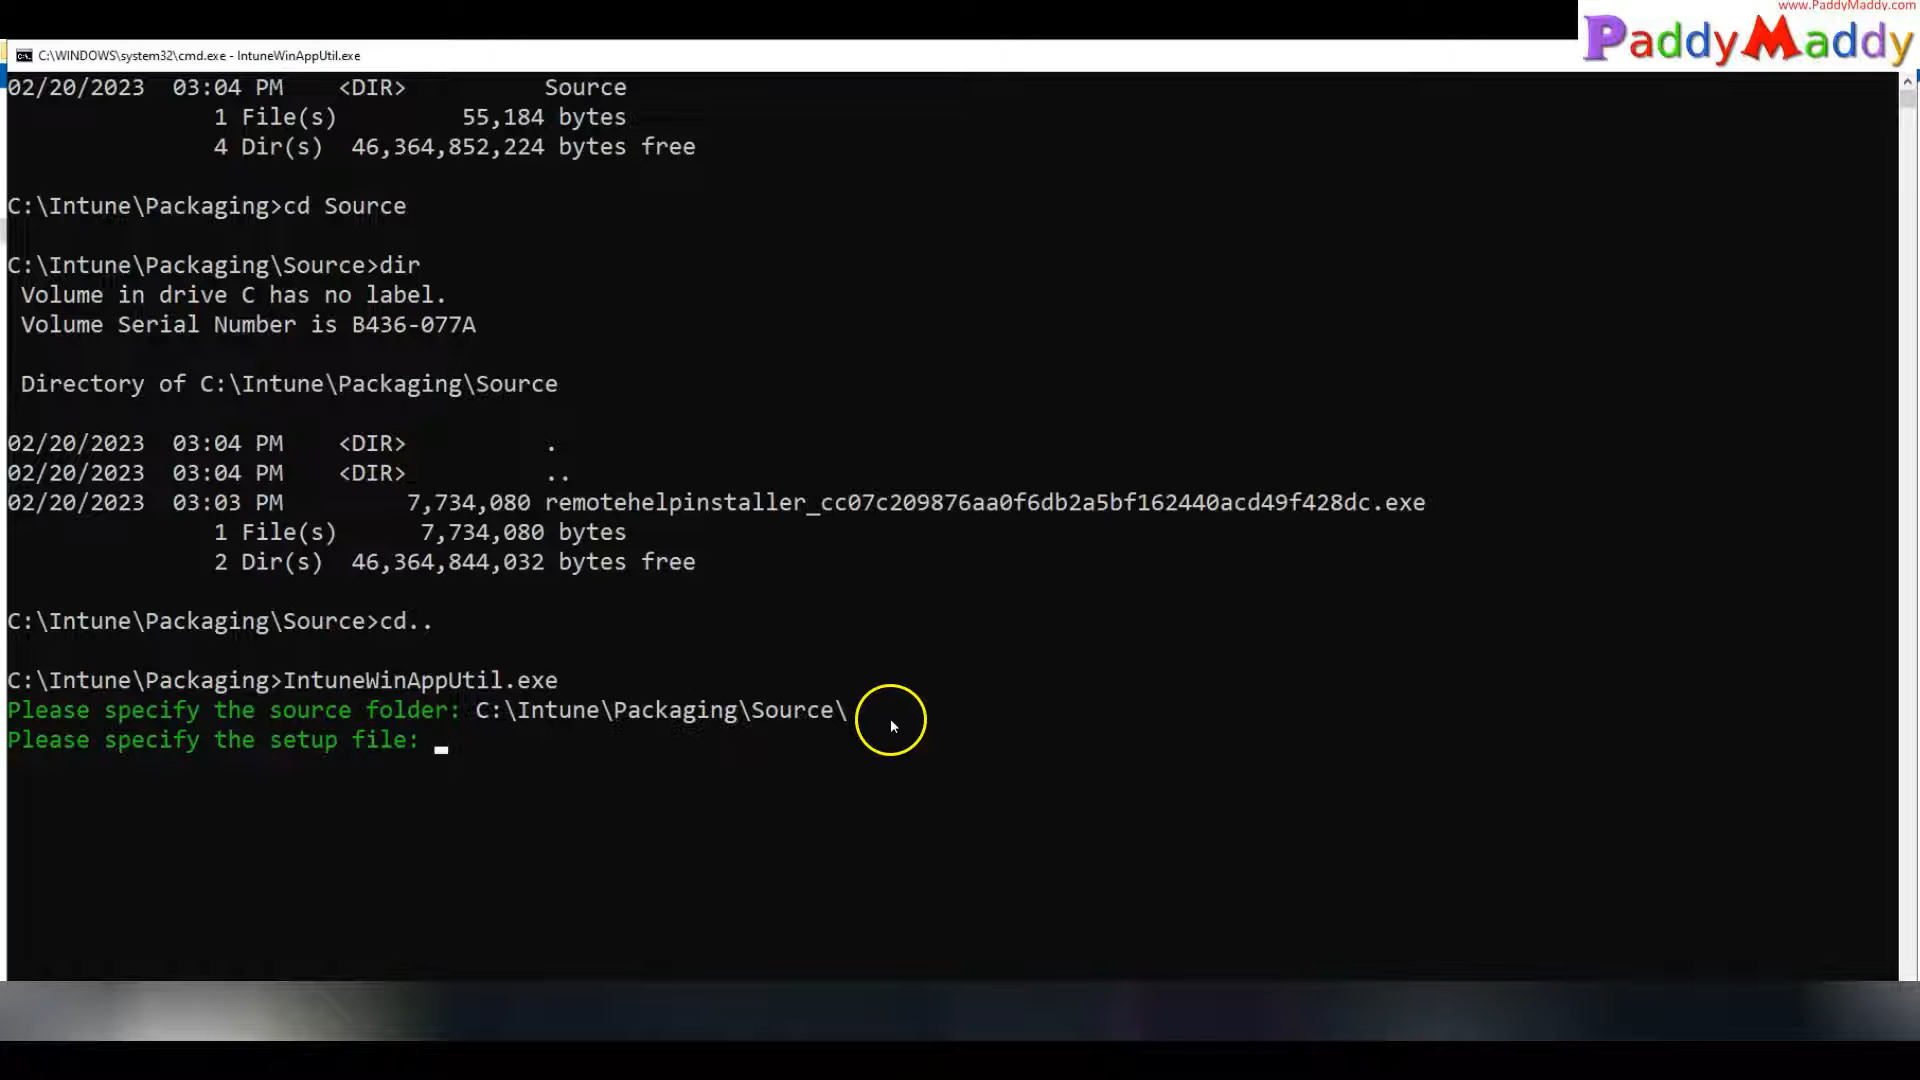 www.PaddyMaddy.com
PaddyMaddy
C:\WINDOWS\system32\cmd.exe - IntuneWinAppUtil.exe
02/20/2023  03:04 PM    <DIR>          Source
               1 File(s)         55,184 bytes
               4 Dir(s)  46,364,852,224 bytes free
C:\Intune\Packaging>cd Source
C:\Intune\Packaging\Source>dir
 Volume in drive C has no label.
 Volume Serial Number is B436-077A
 Directory of C:\Intune\Packaging\Source
02/20/2023  03:04 PM    <DIR>          .
02/20/2023  03:04 PM    <DIR>          ..
02/20/2023  03:03 PM         7,734,080 remotehelpinstaller_cc07c209876aa0f6db2a5bf162440acd49f428dc.exe
               1 File(s)      7,734,080 bytes
               2 Dir(s)  46,364,844,032 bytes free
C:\Intune\Packaging\Source>cd..
C:\Intune\Packaging>IntuneWinAppUtil.exe
Please specify the source folder: C:\Intune\Packaging\Source\
Please specify the setup file: